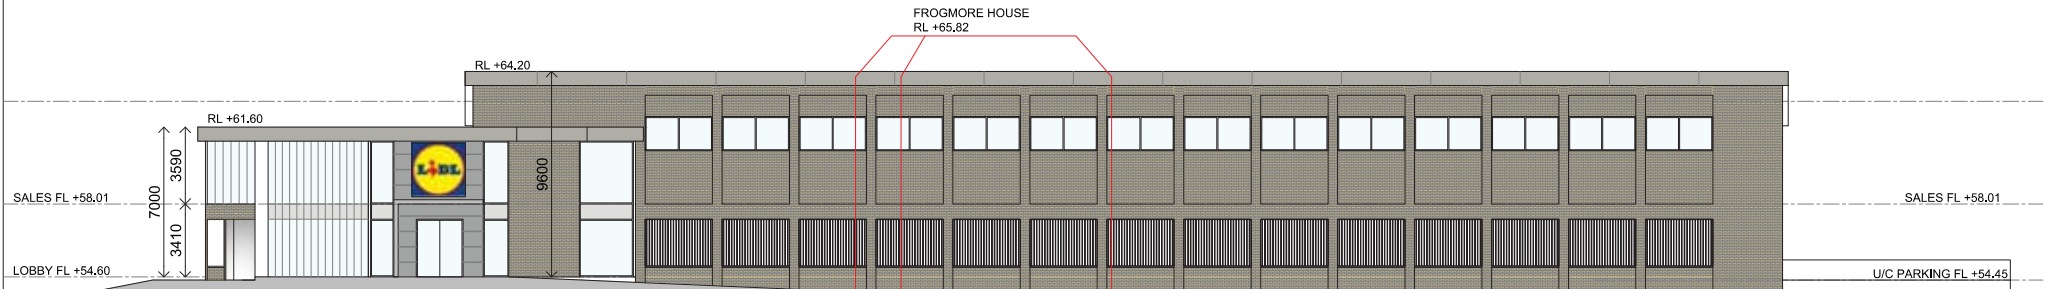 FROGMORE HOUSE
RL +65.82
RL +64.20
RL +61.60
3590
7000
9600
LIDL
SALES FL +58.01
SALES FL +58.01
3410
LOBBY FL +54.60
U/C PARKING FL +54.45